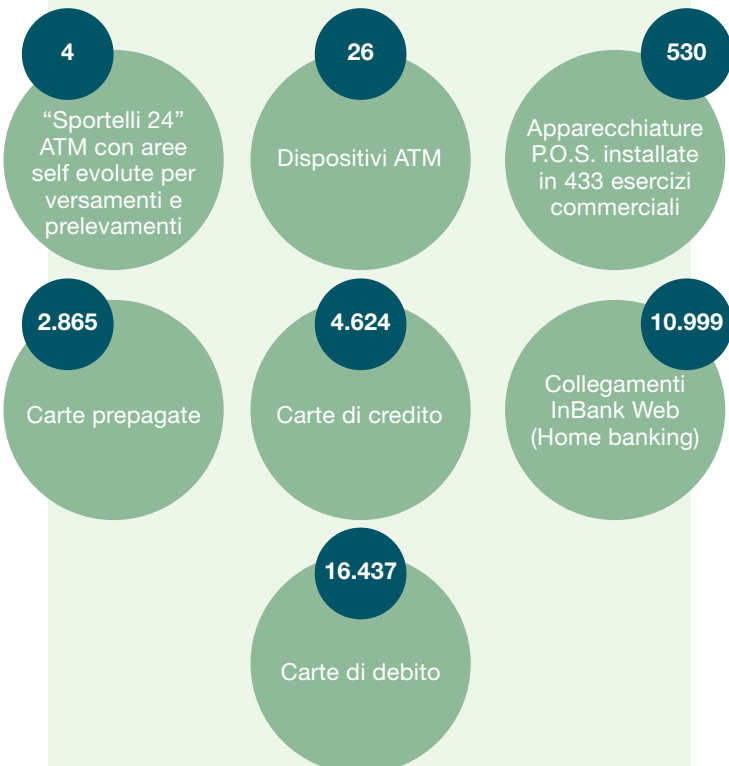 4
“Sportelli 24”
ATM con aree
self evolute per
versamenti e
prelevamenti
26
Dispositivi ATM
530
Apparecchiature
P.O.S. installate
in 433 esercizi
commerciali
2.865
Carte prepagate
4.624
Carte di credito
10.999
Collegamenti
InBank Web
(Home banking)
16.437
Carte di debito